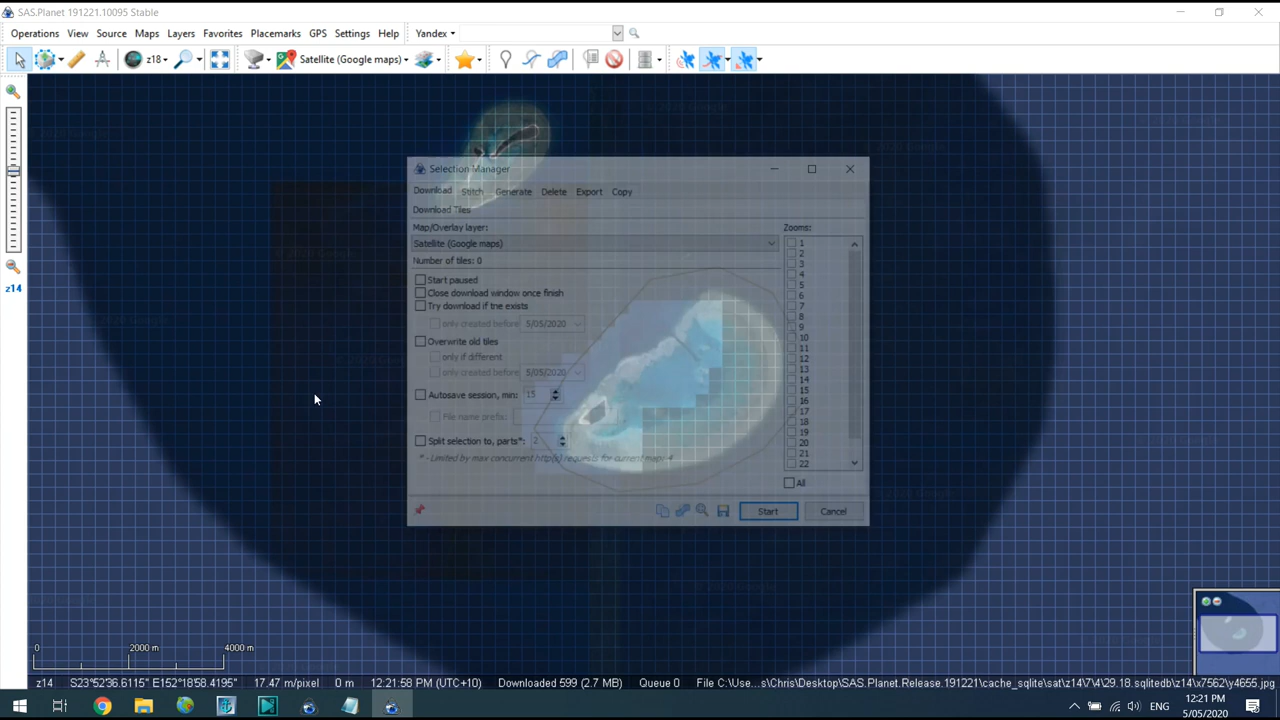 SAS.Planet 191221.10095 Stable
Operations View Source Maps Layers Favorites Placemarks GPS Settings Help Yandex
z18 Satellite (Google maps)
Selection Manager
Download Stitch Generate Delete Export Copy
Download Tiles
Map/Overlay layer: Zooms:
Satellite (Google maps)
Number of tiles: 0
Start paused
Close download window once finish
Try download if tne exists
only created before 5/05/2020
Overwrite old tiles
only if different
only created before 5/05/2020
Autosave session, min: 15
File name prefix:
Split selection to, parts*: 2
* - Limited by max concurrent http(s) requests for current map: 4
1
2
3
4
5
6
7
8
9
10
11
12
13
14
15
16
17
18
19
20
21
22
All
Start Cancel
z14
0 2000 m 4000 m
z14 S23°52'36.6115" E152°18'58.4195" 17.47 m/pixel 0 m 12:21:58 PM (UTC+10) Downloaded 599 (2.7 MB) Queue 0 File C:\Use...s\Chris\Desktop\SAS.Planet.Release.191221\cache_sqlite\sat\z14\7\4\29.18.sqlitedb\z14\x7562\y4655.jpg
ENG 12:21 PM
5/05/2020